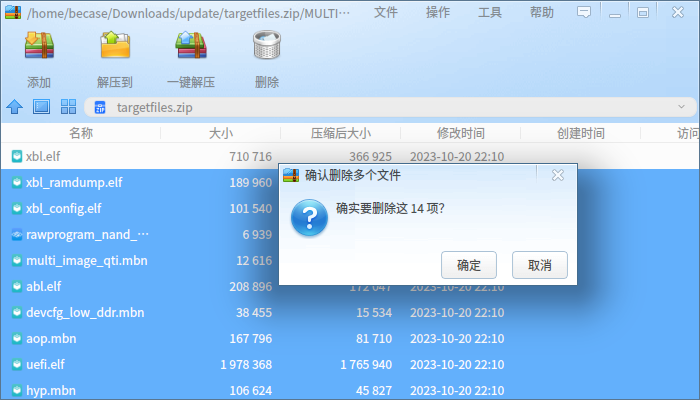 /home/becase/Downloads/update/targetfiles.zip/MULTI⋯ 文件 操作 工具 帮助
添加 解压到 一键解压 删除
targetfiles.zip
名称 大小 压缩后大小 修改时间 创建时间 访问
xbl.elf 710 716 366 925 2023-10-20 22:10
xbl_ramdump.elf 189 960
确认删除多个文件
xbl_config.elf 101 540
确实要删除这 14 项?
rawprogram_nand_⋯ 6 939
multi_image_qti.mbn 12 616
确定 取消
abl.elf 208 896 172 047 2023-10-20 22:10
devcfg_low_ddr.mbn 38 455 15 534 2023-10-20 22:10
aop.mbn 167 796 81 710 2023-10-20 22:10
uefi.elf 1 978 368 1 765 940 2023-10-20 22:10
hyp.mbn 106 624 45 827 2023-10-20 22:10